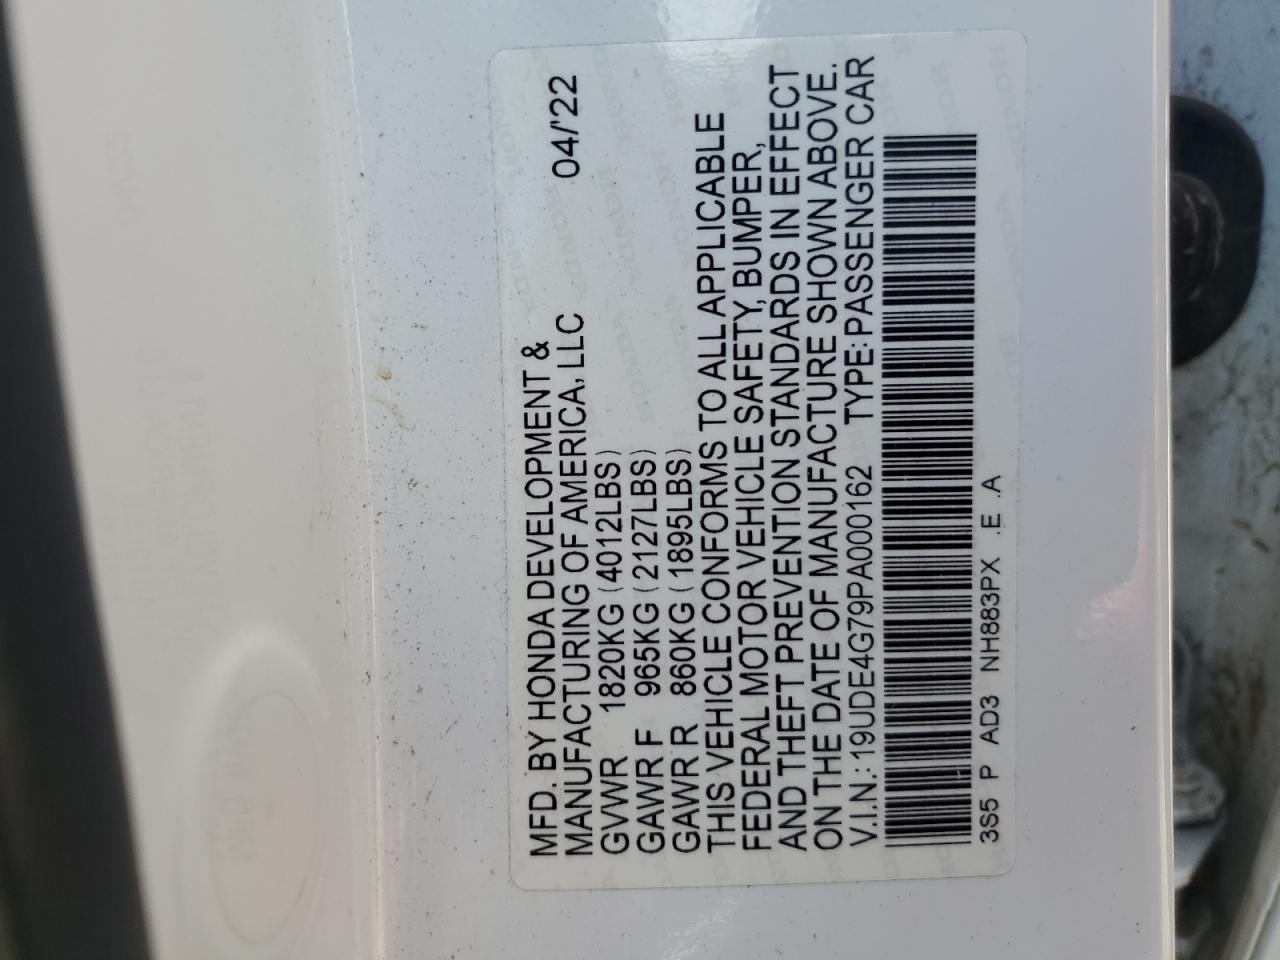 MFD. BY HONDA DEVELOPMENT &
MANUFACTURING OF AMERICA, LLC 04/'22
GVWR 1820KG (4012LBS)
GAWR F 965KG (2127LBS)
GAWR R 860KG (1895LBS)
THIS VEHICLE CONFORMS TO ALL APPLICABLE
FEDERAL MOTOR VEHICLE SAFETY, BUMPER,
AND THEFT PREVENTION STANDARDS IN EFFECT
ON THE DATE OF MANUFACTURE SHOWN ABOVE.
V.I.N.: 19UDE4G79PA000162 TYPE: PASSENGER CAR
3S5 P AD3 NH883PX .E .A